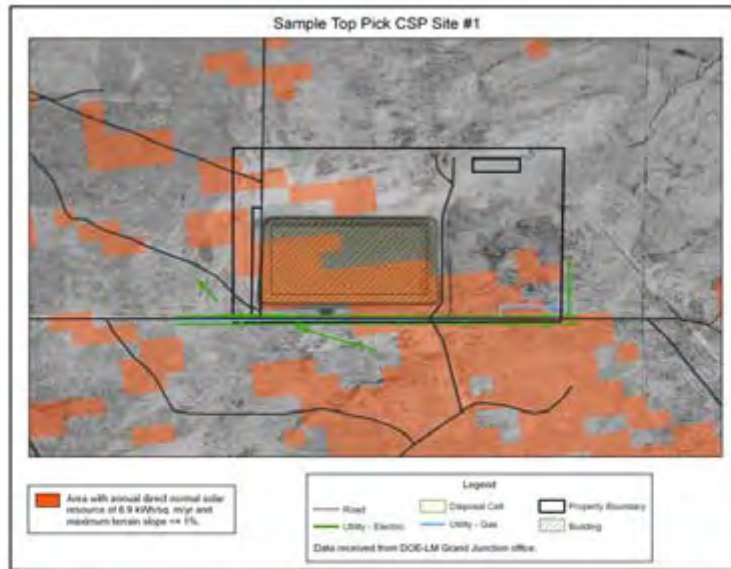 Sample Top Pick CSP Site #1
Area with annual direct normal solar
resource of 6.9 kWh/sq. m/yr and
maximum terrain slope <= 1%.
Legend
Road
Disposal Cell
Property Boundary
Utility - Electric
Utility - Gas
Building
Data received from DOE-LM Grand Junction office.